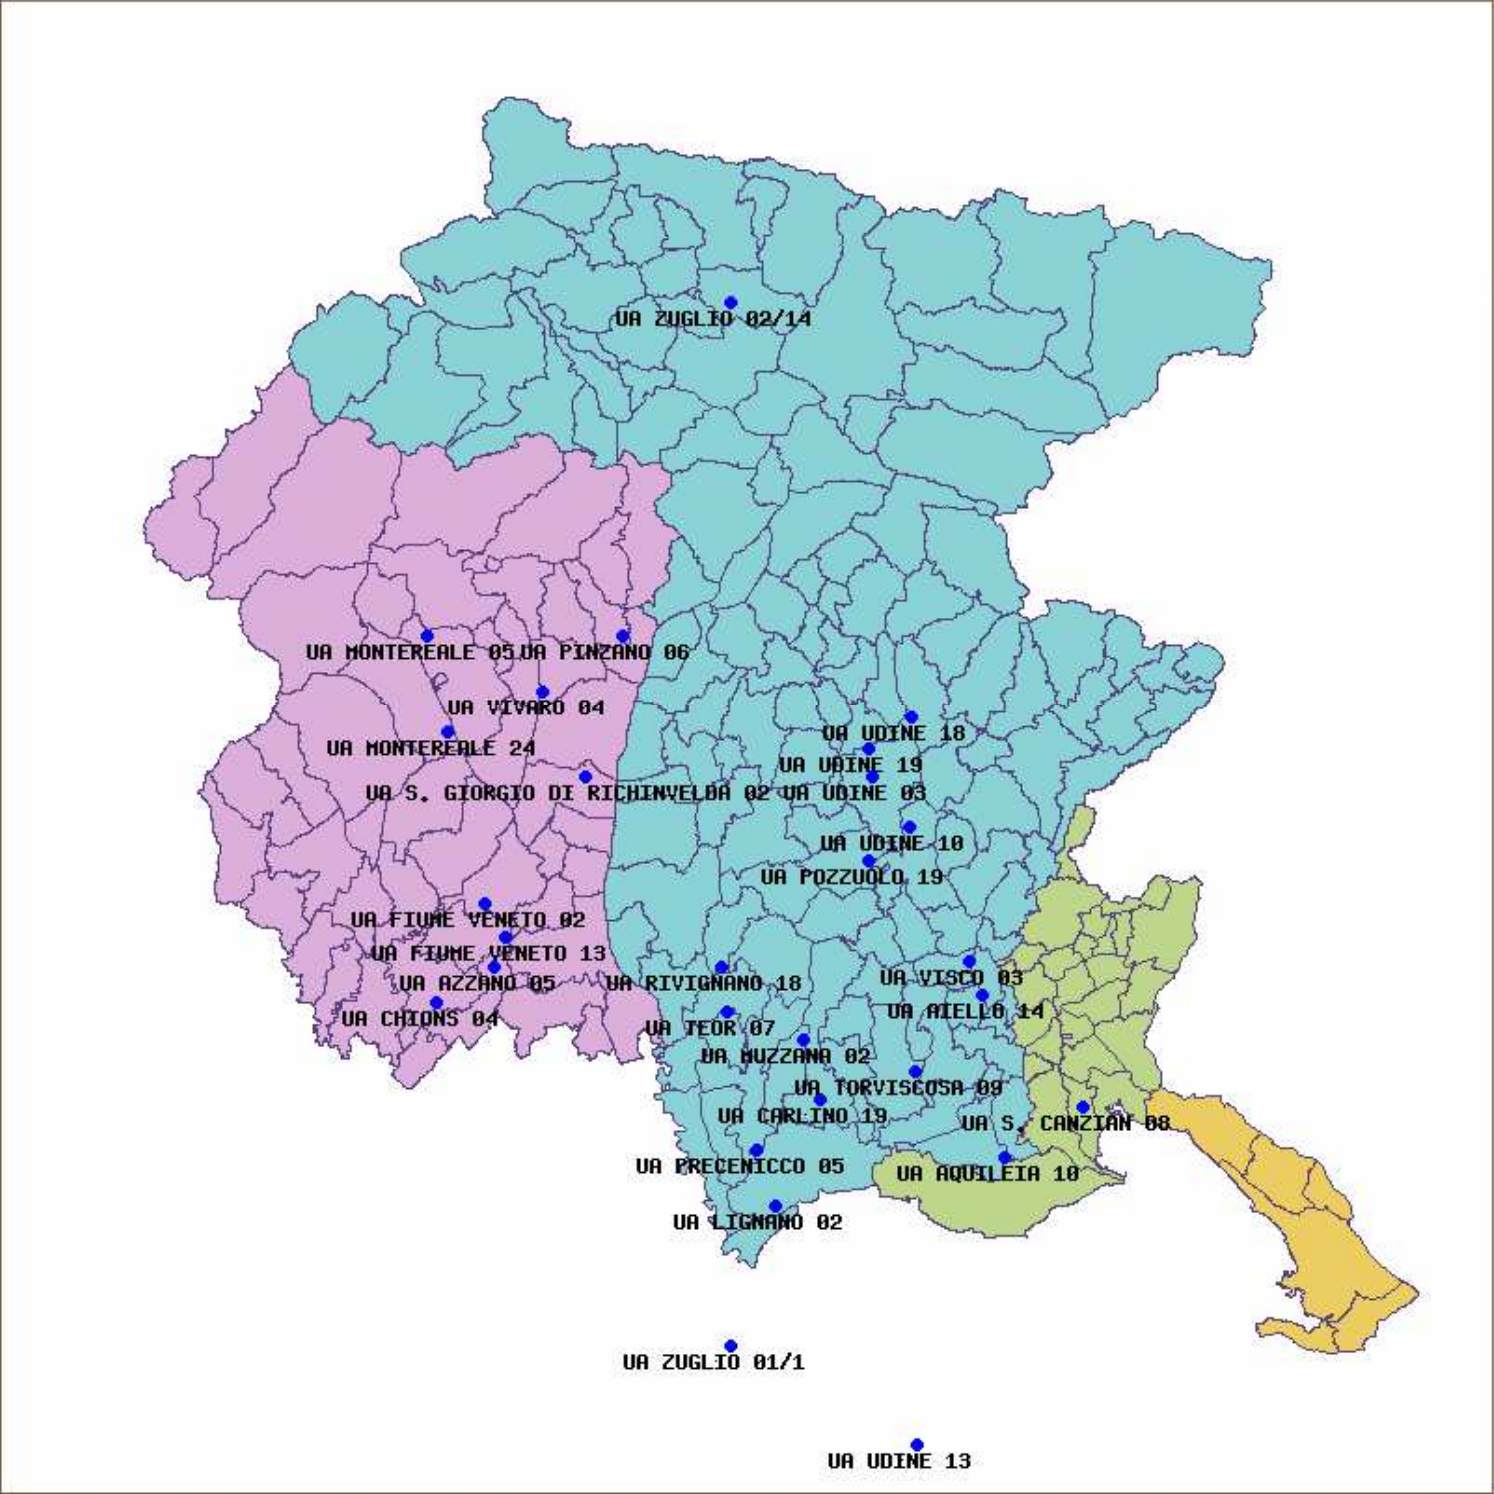 UA ZUGLIO 02/14
UA MONTEREALE 05
UA PINZANO 06
UA VIVARO 04
UA UDINE 18
UA MONTEREALE 24
UA UDINE 19
UA S. GIORGIO DI RICHINVELDA 02
UA UDINE 03
UA UDINE 10
UA POZZUOLO 19
UA FIUME VENETO 02
UA FIUME VENETO 13
UA VISCO 03
UA AZZANO 05
UA RIVIGNANO 18
UA AIELLO 14
UA CHIONS 04
UA TEOR 07
UA MUZZANA 02
UA TORVISCOSA 09
UA CARLINO 19
UA S. CANZIAN 08
UA PRECENICCO 05
UA AQUILEIA 10
UA LIGNANO 02
UA ZUGLIO 01/1
UA UDINE 13